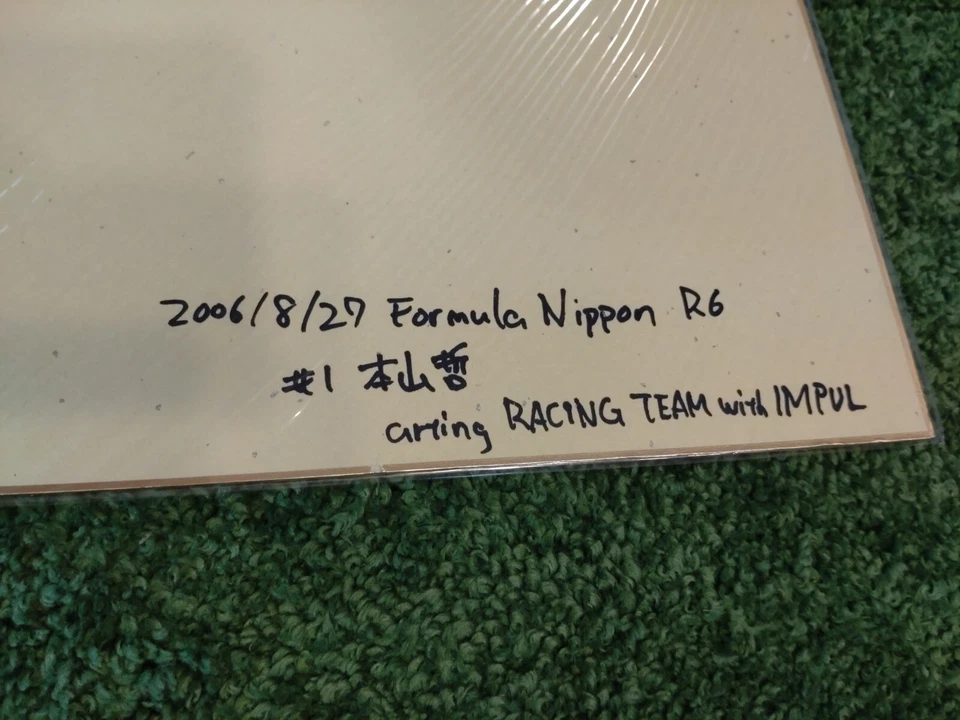 2006/8/27 Formula Nippon R6
#1 本山哲
arting RACING TEAM with IMPUL